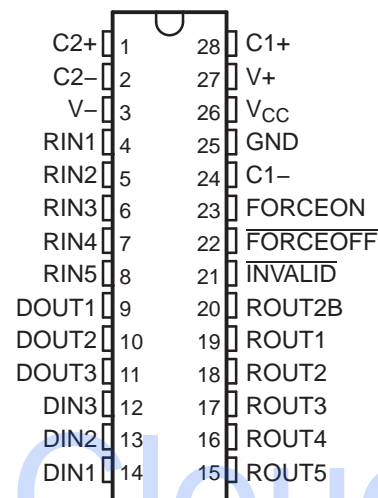 C2+ 1 28 C1+
C2− 2 27 V+
V− 3 26 VCC
RIN1 4 25 GND
RIN2 5 24 C1−
RIN3 6 23 FORCEON
RIN4 7 22 FORCEOFF
RIN5 8 21 INVALID
DOUT1 9 20 ROUT2B
DOUT2 10 19 ROUT1
DOUT3 11 18 ROUT2
DIN3 12 17 ROUT3
DIN2 13 16 ROUT4
DIN1 14 15 ROUT5